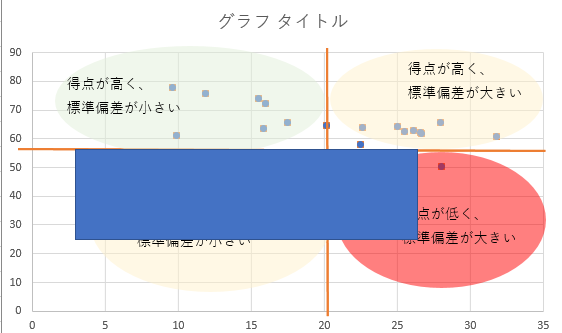 グラフ タイトル
得点が高く、
標準偏差が小さい
得点が高く、
標準偏差が大きい
点が低く、
標準偏差が大きい
標準偏差が小さい
90
80
70
60
50
40
30
20
10
0
0
5
10
15
20
25
30
35